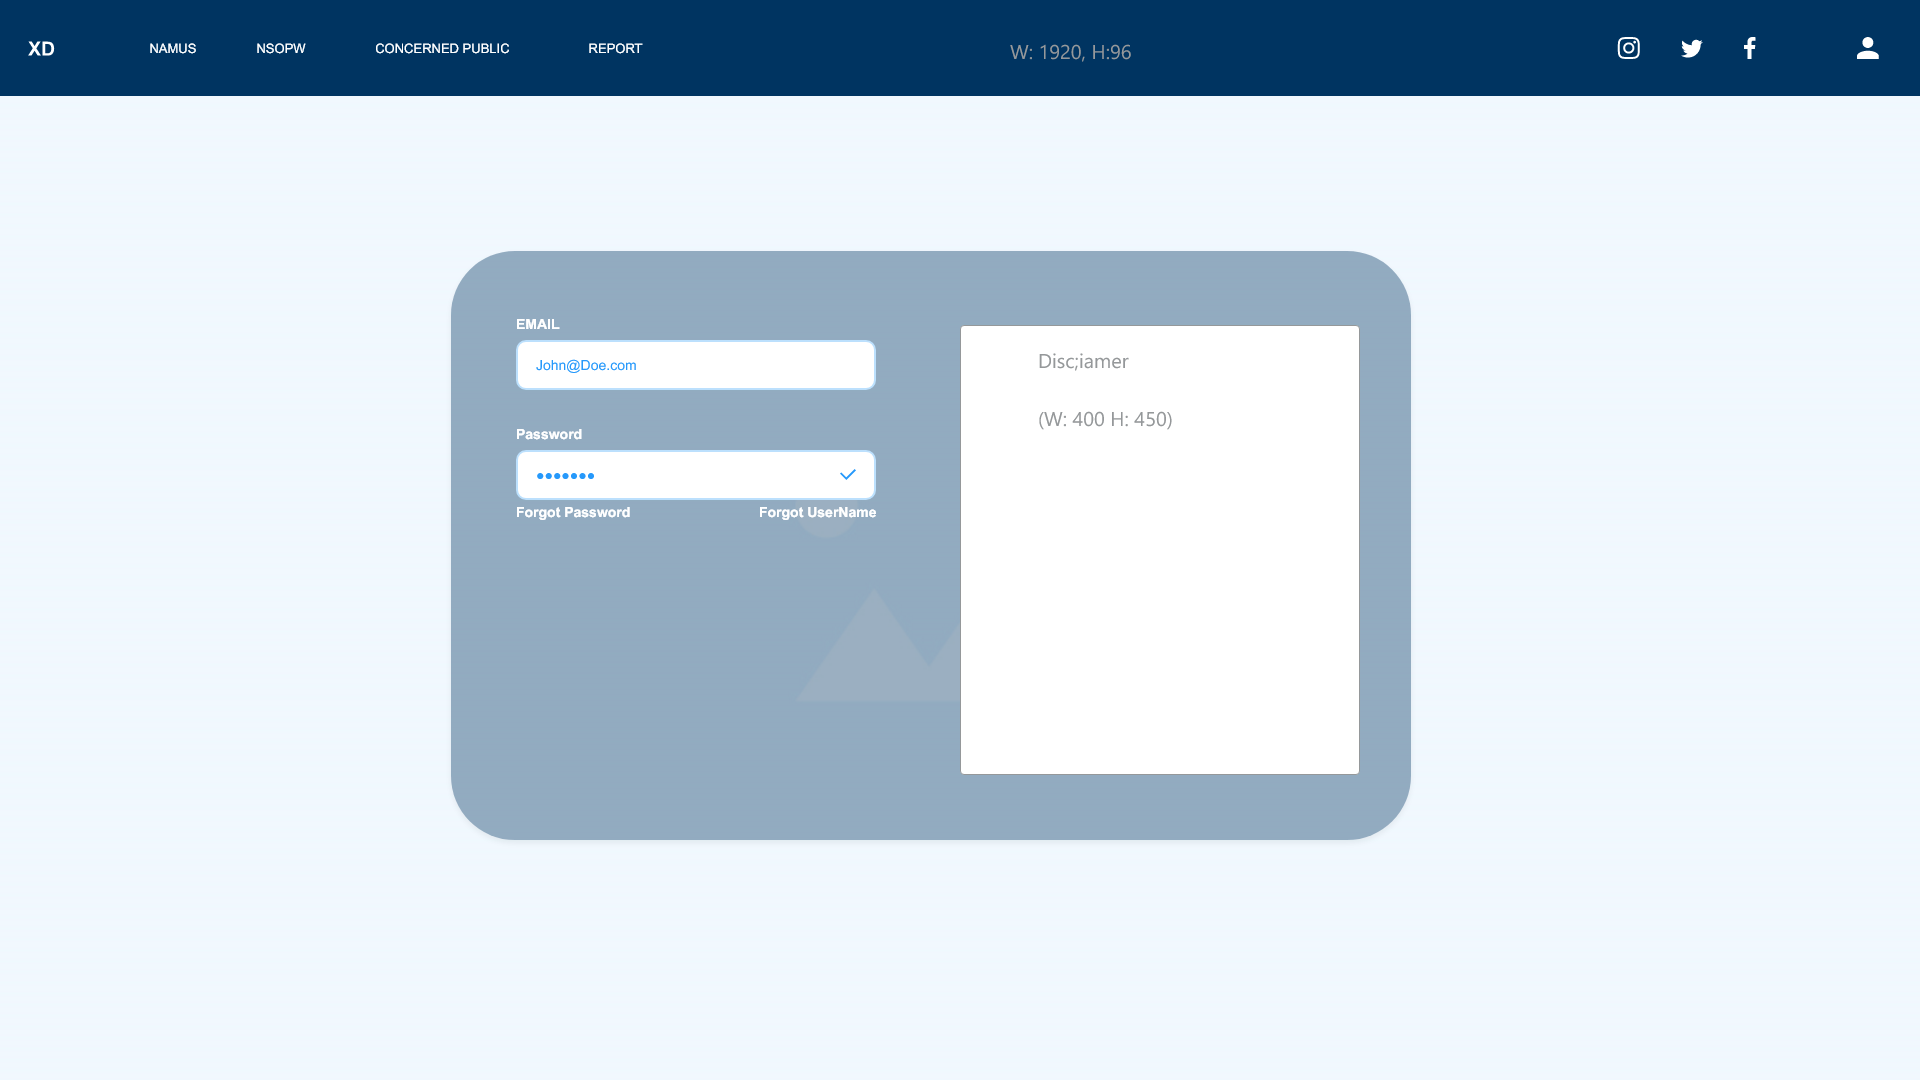 XD NAMUS NSOPW CONCERNED PUBLIC REPORT W: 1920, H:96
EMAIL
John@Doe.com
Password
•••••••
Forgot Password Forgot UserName
Disc;iamer
(W: 400 H: 450)